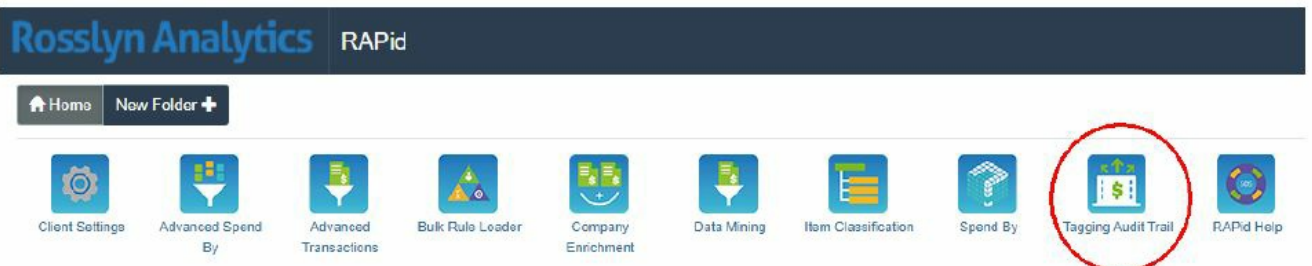 Rosslyn Analytics RAPid
Home New Folder
Client Settings Advanced Spend By Advanced Transactions Bulk Rule Loader Company Enrichment Data Mining Item Classification Spend By Tagging Audit Trail RAPid Help
$ $ SOS